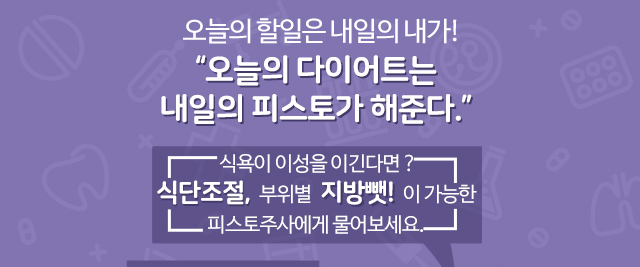 오늘의 할일은 내일의 내가!
“오늘의 다이어트는
내일의 피스토가 해준다.”
식욕이 이성을 이긴다면?
식단조절, 부위별 지방뺏! 이 가능한
피스토주사에게 물어보세요.